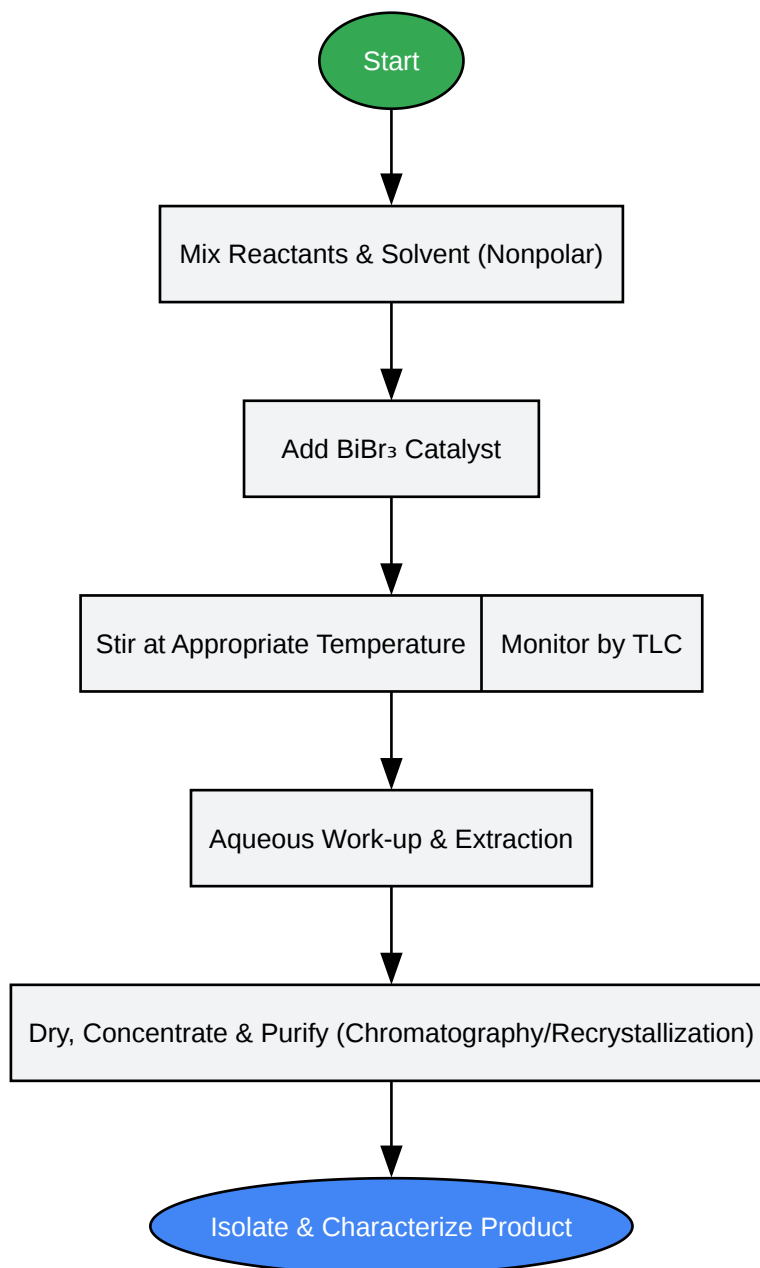 Start
Mix Reactants & Solvent (Nonpolar)
Add BiBr₃ Catalyst
Stir at Appropriate Temperature
Monitor by TLC
Aqueous Work-up & Extraction
Dry, Concentrate & Purify (Chromatography/Recrystallization)
Isolate & Characterize Product